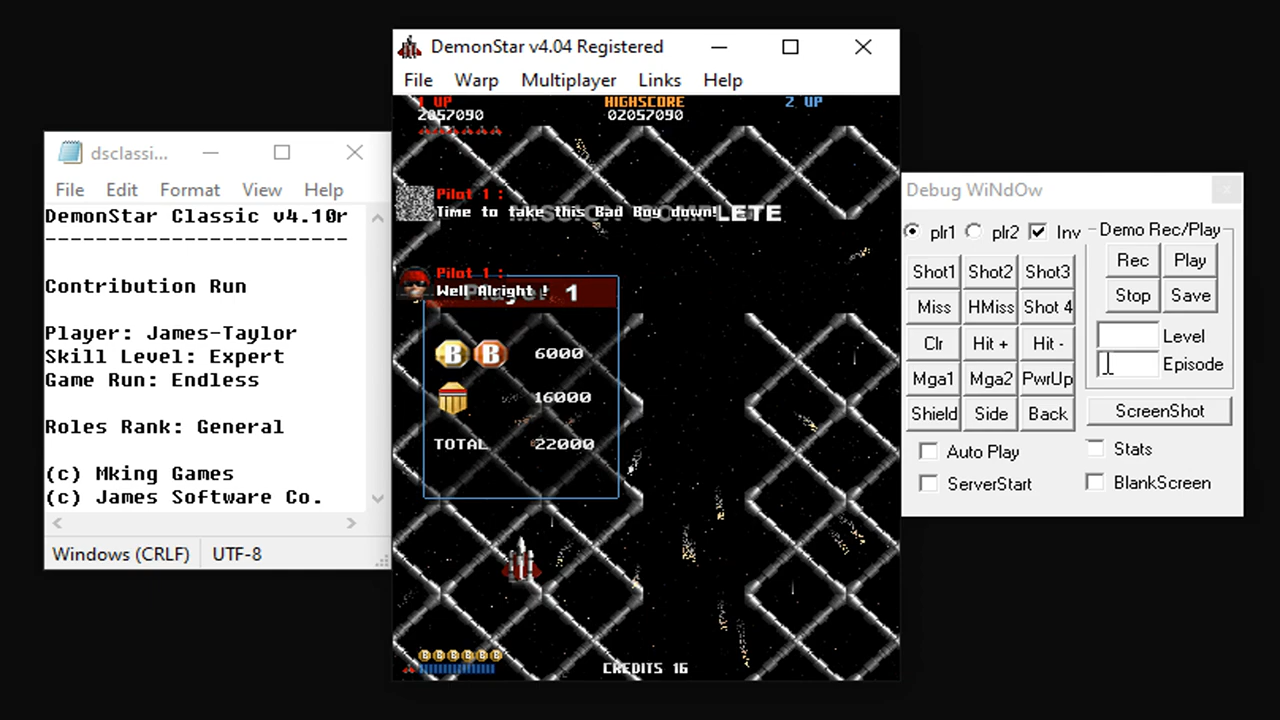 dsclassi...
File Edit Format View Help
DemonStar Classic v4.10r
------------------------
Contribution Run
Player: James-Taylor
Skill Level: Expert
Game Run: Endless
Roles Rank: General
(c) Mking Games
(c) James Software Co.
Windows (CRLF) UTF-8
DemonStar v4.04 Registered
File Warp Multiplayer Links Help
1 UP HIGHSCORE 2 UP
2057090 02057090
Pilot 1 :
Time to take this Bad Boy down!
MISSION COMPLETE
Pilot 1 :
Well Alright !
Player 1
B B 6000
16000
TOTAL 22000
B B B B B B
CREDITS 16
Debug WiNdOw
plr1 plr2 Inv
Shot1 Shot2 Shot3
Miss HMiss Shot 4
Clr Hit + Hit -
Mga1 Mga2 PwrUp
Shield Side Back
Auto Play
ServerStart
Demo Rec/Play
Rec Play
Stop Save
Level
Episode
ScreenShot
Stats
BlankScreen